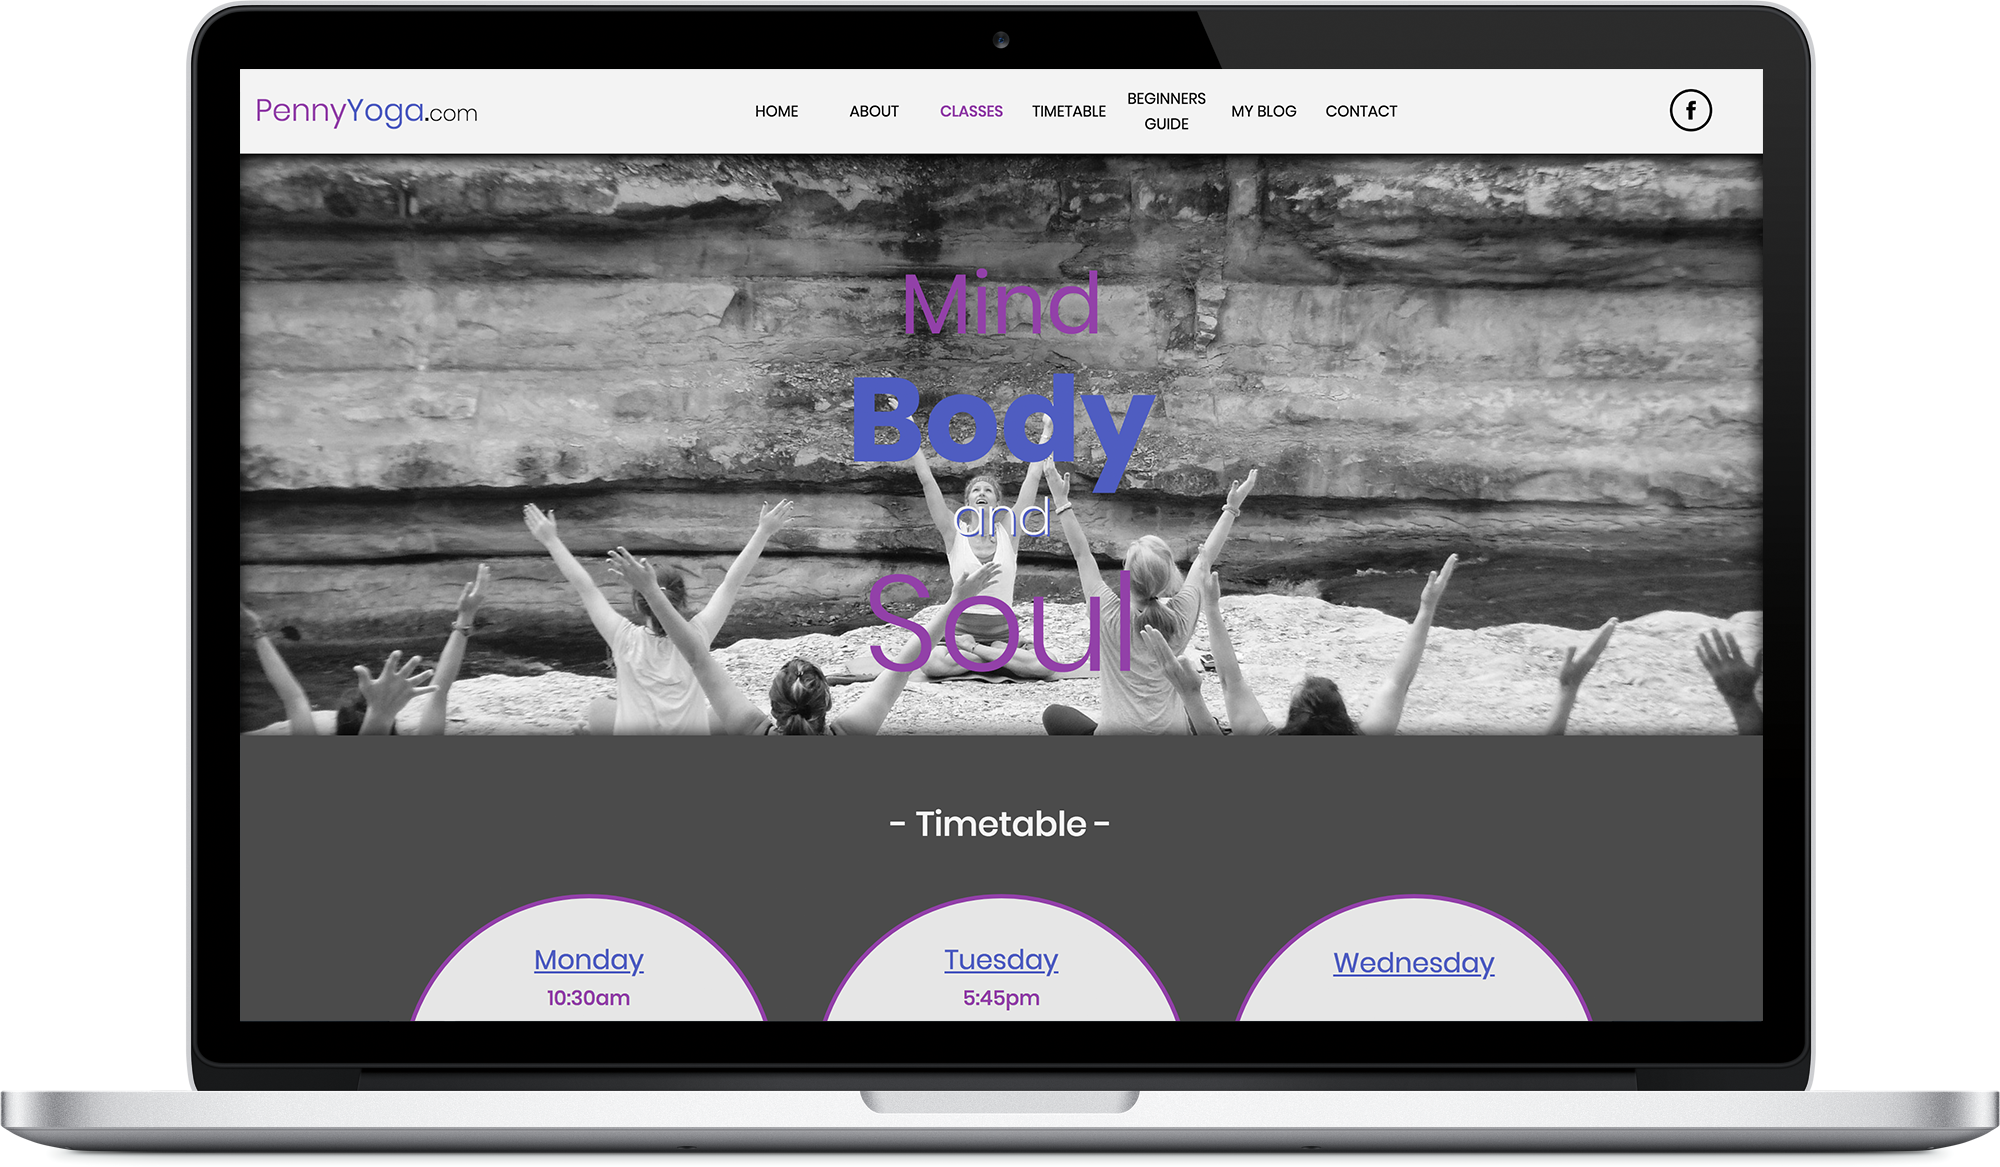 PennyYoga.com
HOME ABOUT CLASSES TIMETABLE BEGINNERS GUIDE MY BLOG CONTACT
f
Mind
Body
and
Soul
- Timetable -
Monday
10:30am
Tuesday
5:45pm
Wednesday